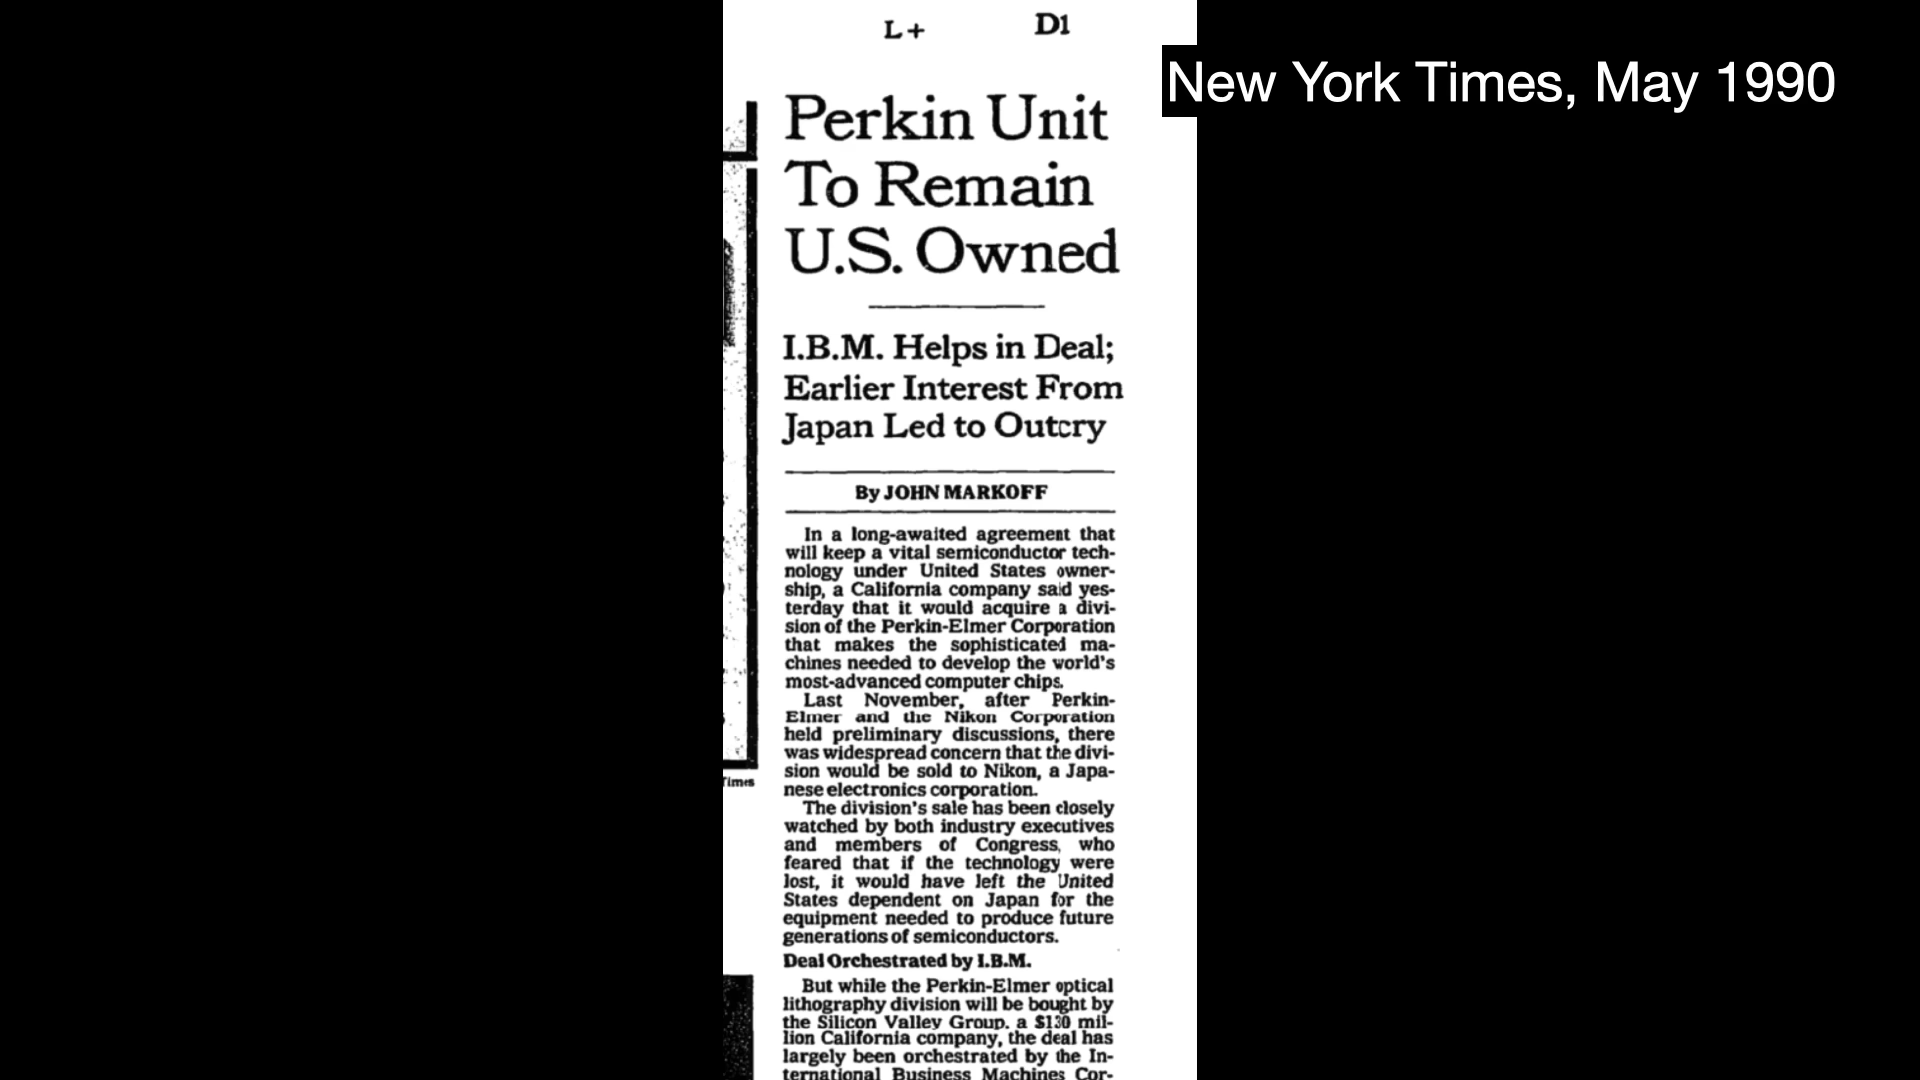 L+ D1
New York Times, May 1990
Perkin Unit
To Remain
U.S. Owned
I.B.M. Helps in Deal;
Earlier Interest From
Japan Led to Outcry
By JOHN MARKOFF
In a long-awaited agreement that
will keep a vital semiconductor tech-
nology under United States owner-
ship, a California company said yes-
terday that it would acquire a divi-
sion of the Perkin-Elmer Corporation
that makes the sophisticated ma-
chines needed to develop the world's
most-advanced computer chips.
Last November, after Perkin-
Elmer and the Nikon Corporation
held preliminary discussions, there
was widespread concern that the divi-
sion would be sold to Nikon, a Japa-
nese electronics corporation.
The division's sale has been closely
watched by both industry executives
and members of Congress, who
feared that if the technology were
lost, it would have left the United
States dependent on Japan for the
equipment needed to produce future
generations of semiconductors.
Deal Orchestrated by I.B.M.
But while the Perkin-Elmer optical
lithography division will be bought by
the Silicon Valley Group, a $130 mil-
lion California company, the deal has
largely been orchestrated by the In-
ternational Business Machines Cor-
Times